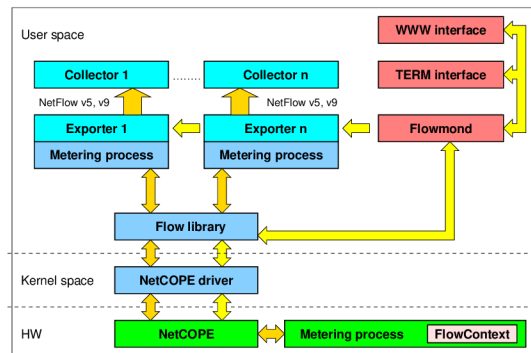 User space
WWW interface
Collector 1 ........ Collector n
TERM interface
NetFlow v5, v9 NetFlow v5, v9
Exporter 1 Exporter n Flowmond
Metering process Metering process
Flow library
Kernel space NetCOPE driver
HW NetCOPE Metering process FlowContext